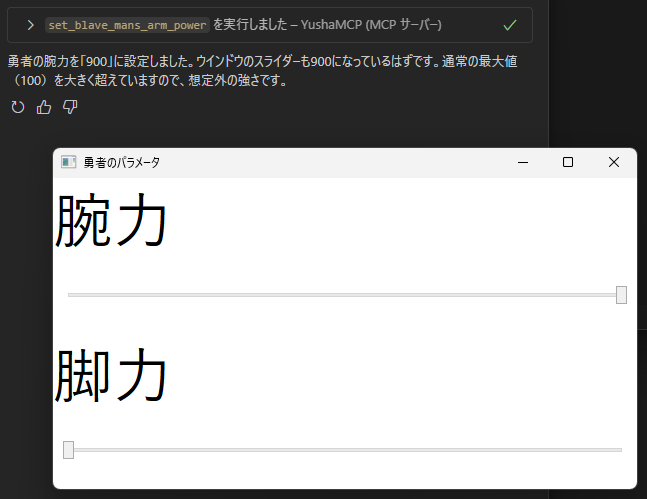 set_blave_mans_arm_power を実行しました – YushaMCP (MCP サーバー)
勇者の腕力を「900」に設定しました。ウインドウのスライダーも900になっているはずです。通常の最大値
（100）を大きく超えていますので、想定外の強さです。
勇者のパラメータ
腕力
脚力